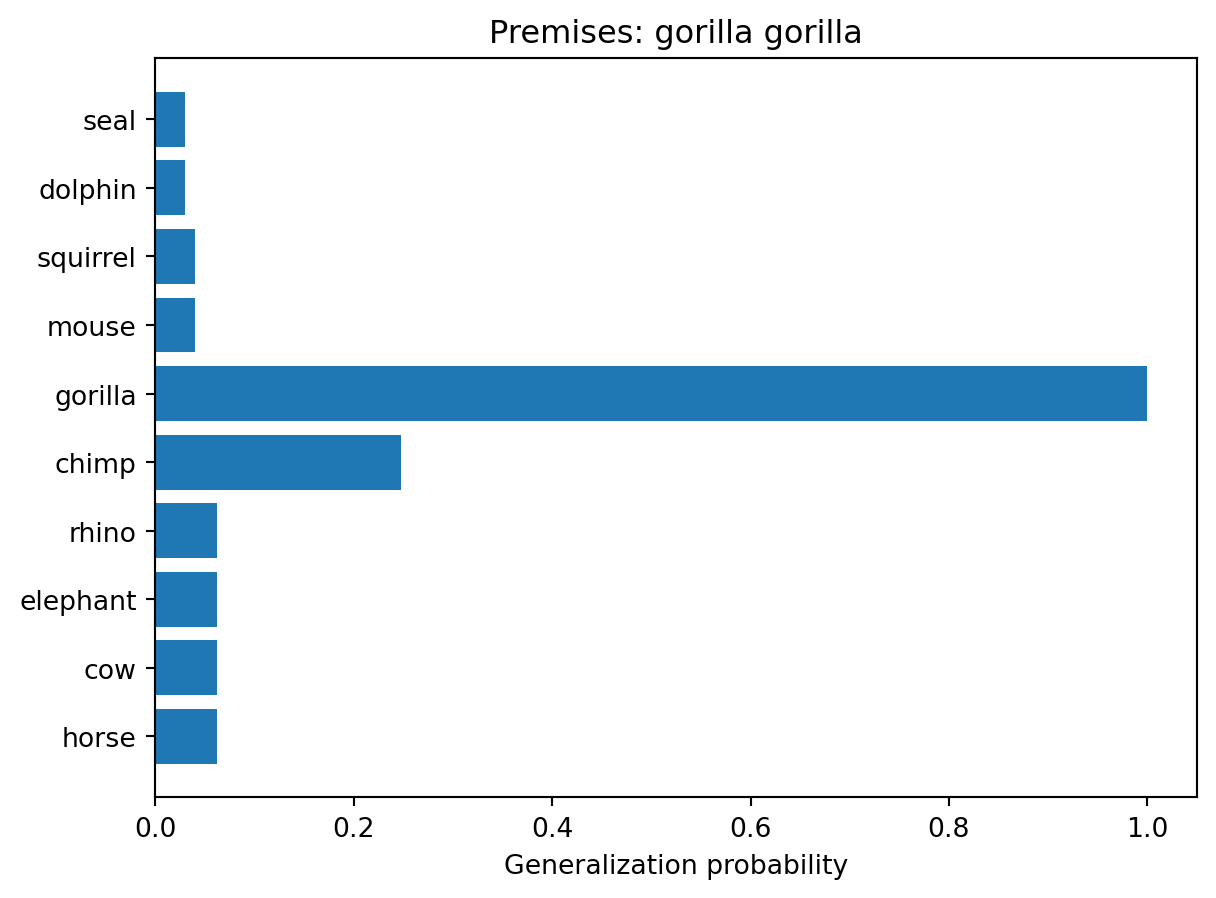 Premises: gorilla gorilla
seal
dolphin
squirrel
mouse
gorilla
chimp
rhino
elephant
cow
horse
0.0 0.2 0.4 0.6 0.8 1.0
Generalization probability